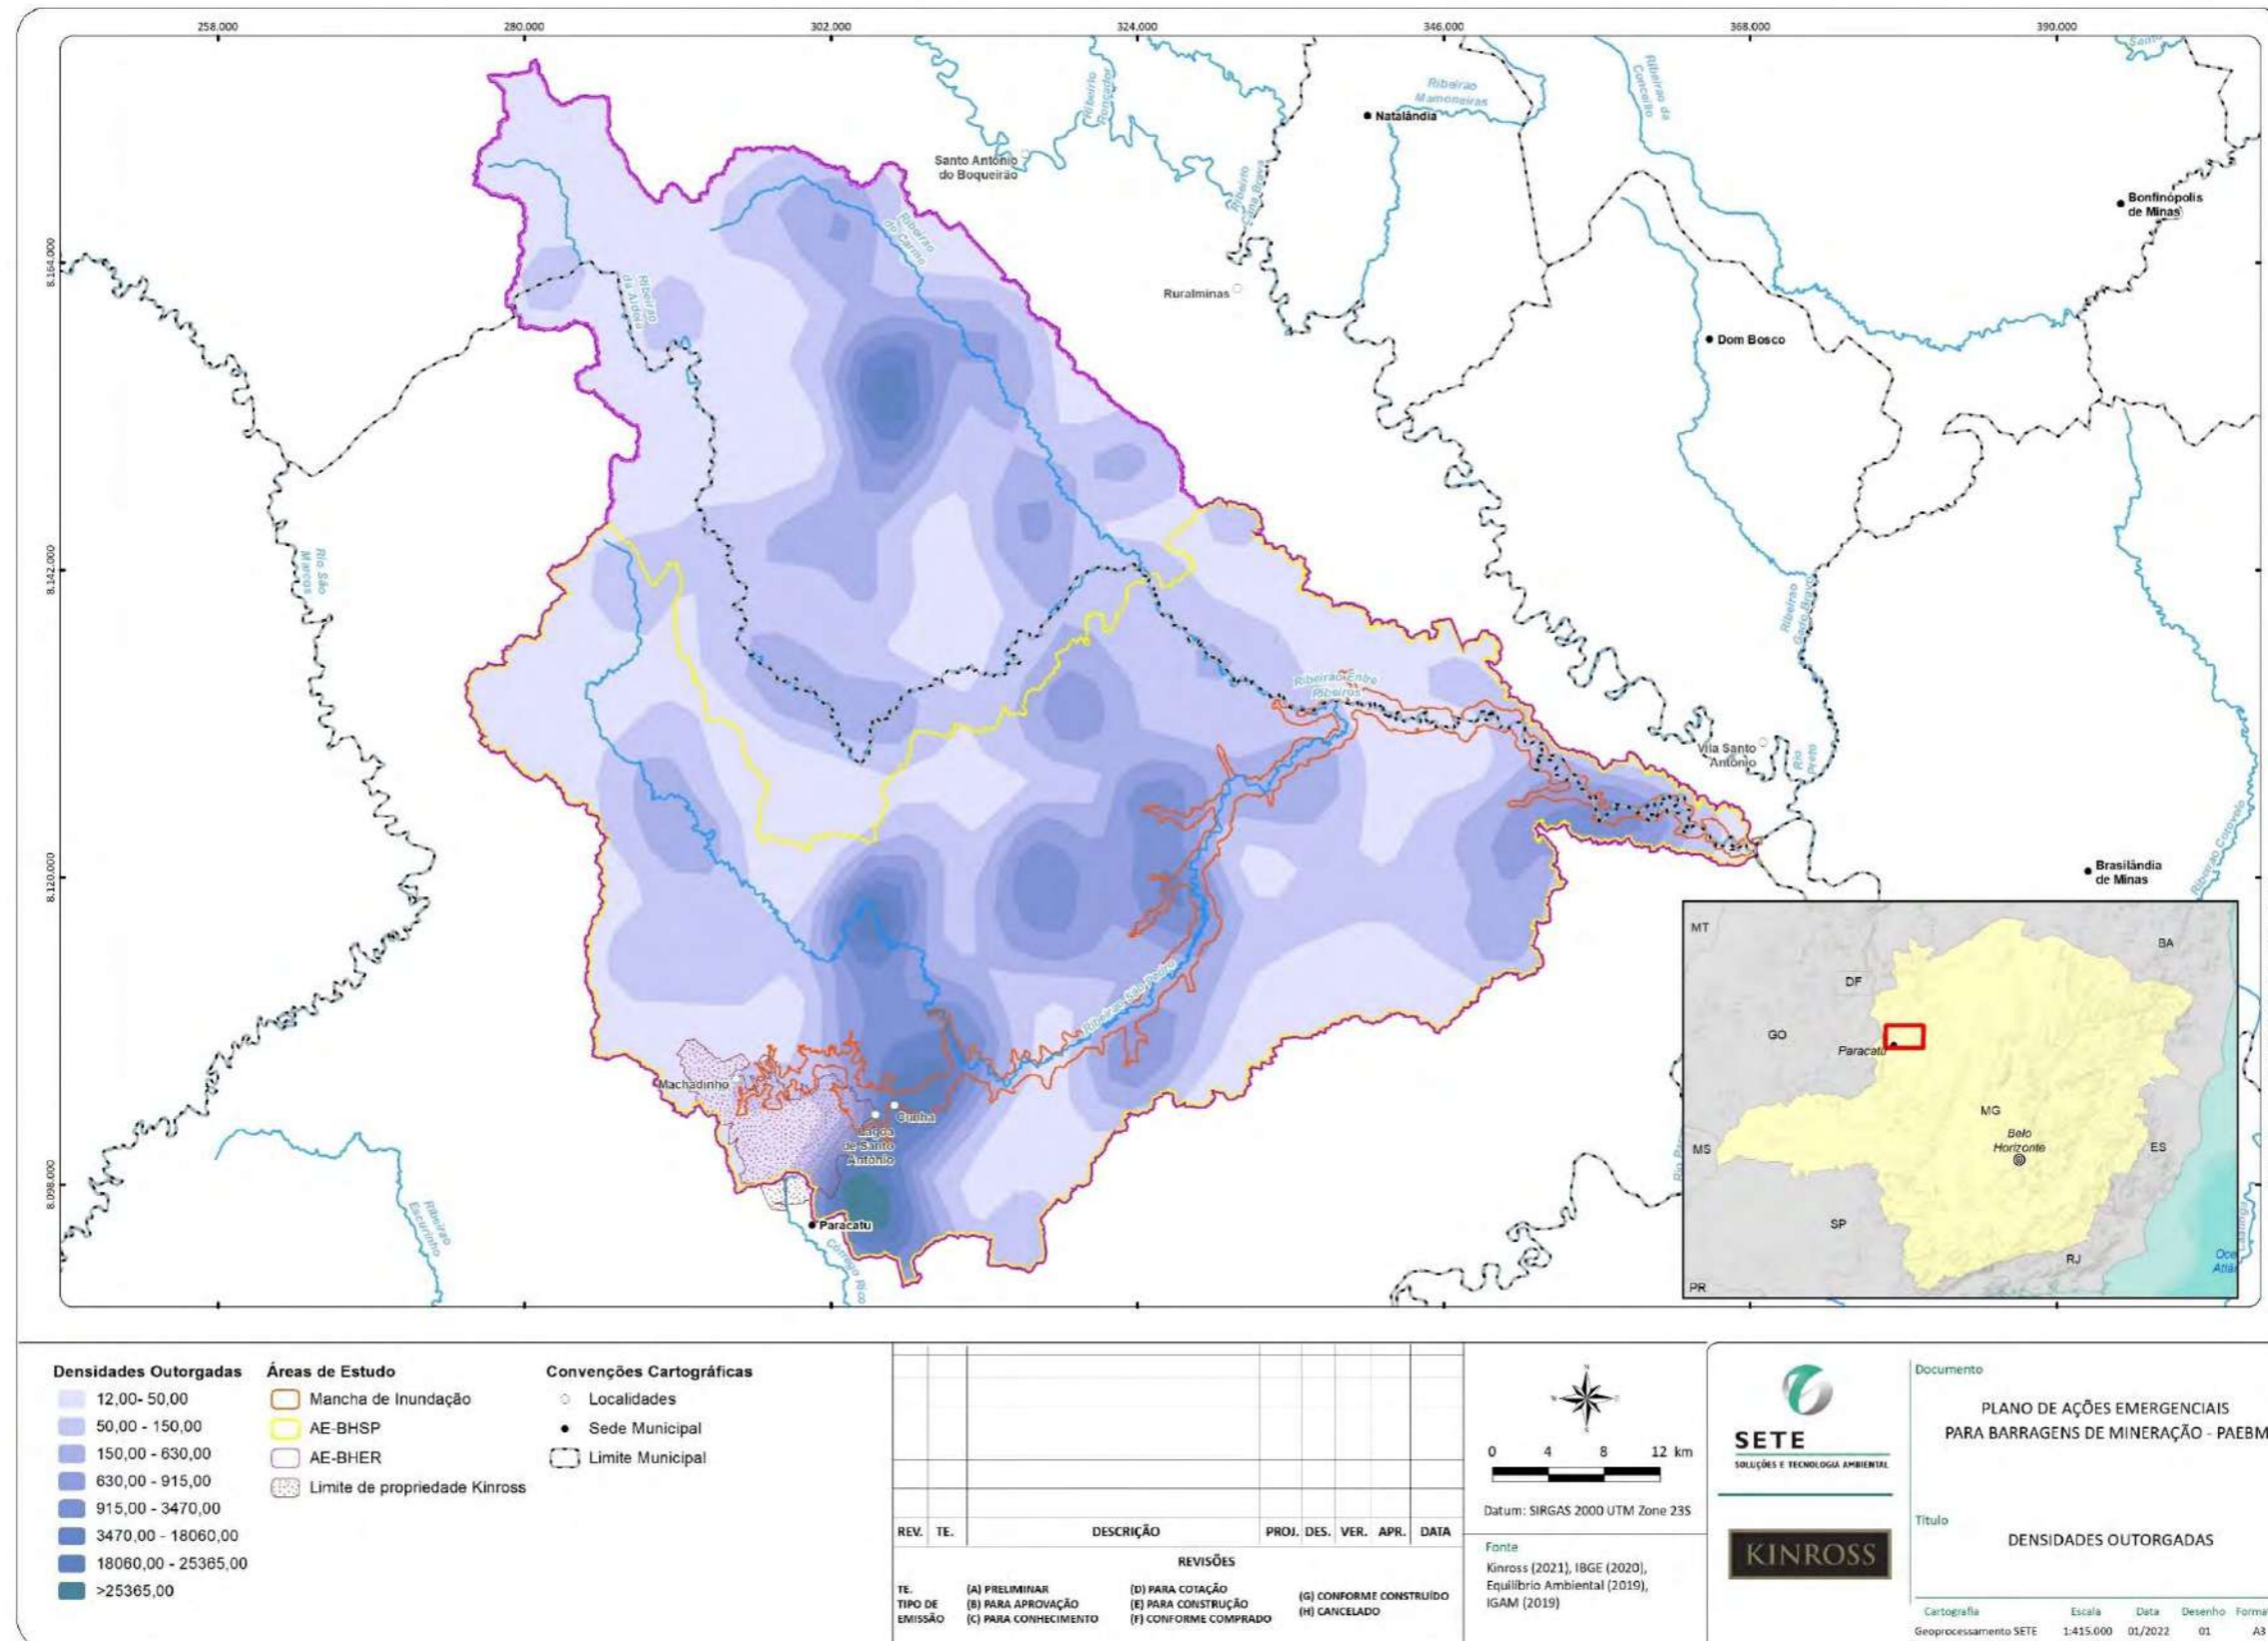 258.000
280.000
302.000
324.000
346.000
368.000
390.000
8.164.000
8.142.000
8.120.000
8.098.000
Santo
Ribeirão
Roncador
Ribeirao
Mamoneiras
Ribeirao da
Conceição
Natalândia
Santo Antônio
do Boqueirão
Ribeirão
Cana Brava
Bonfinópolis
de Minas
Ribeirão
do Carmo
Ribeirão
da Aldeia
Ruralminas
Dom Bosco
Rio São
Marcos
Ribeirao
Gado Bravo
Ribeirao Entre
Ribeiros
Vila Santo
Antônio
Rio
Preto
Brasilândia
de Minas
Ribeirao Cotovelo
Ribeirao São Pedro
Machadinho
Cunha
Lagoa
de Santo
Antônio
Paracatu
Córrego Rico
Ribeirao
Escurinho
MT
BA
DF
GO
Paracatu
MG
Belo
Horizonte
MS
ES
SP
RJ
PR
Densidades Outorgadas
12,00- 50,00
50,00 - 150,00
150,00 - 630,00
630,00 - 915,00
915,00 - 3470,00
3470,00 - 18060,00
18060,00 - 25365,00
>25365,00
Áreas de Estudo
Mancha de Inundação
AE-BHSP
AE-BHER
Limite de propriedade Kinross
Convenções Cartográficas
Localidades
Sede Municipal
Limite Municipal
REV. TE. DESCRIÇÃO PROJ. DES. VER. APR. DATA
REVISÕES
TE.
TIPO DE
EMISSÃO
(A) PRELIMINAR
(B) PARA APROVAÇÃO
(C) PARA CONHECIMENTO
(D) PARA COTAÇÃO
(E) PARA CONSTRUÇÃO
(F) CONFORME COMPRADO
(G) CONFORME CONSTRUÍDO
(H) CANCELADO
N
0 4 8 12 km
Datum: SIRGAS 2000 UTM Zone 23S
Fonte
Kinross (2021), IBGE (2020),
Equilíbrio Ambiental (2019),
IGAM (2019)
SETE
SOLUÇÕES E TECNOLOGIA AMBIENTAL
KINROSS
Documento
PLANO DE AÇÕES EMERGENCIAIS
PARA BARRAGENS DE MINERAÇÃO - PAEBM
Título
DENSIDADES OUTORGADAS
Cartografia Escala Data Desenho
Geoprocessamento SETE 1:415.000 01/2022 01 A3